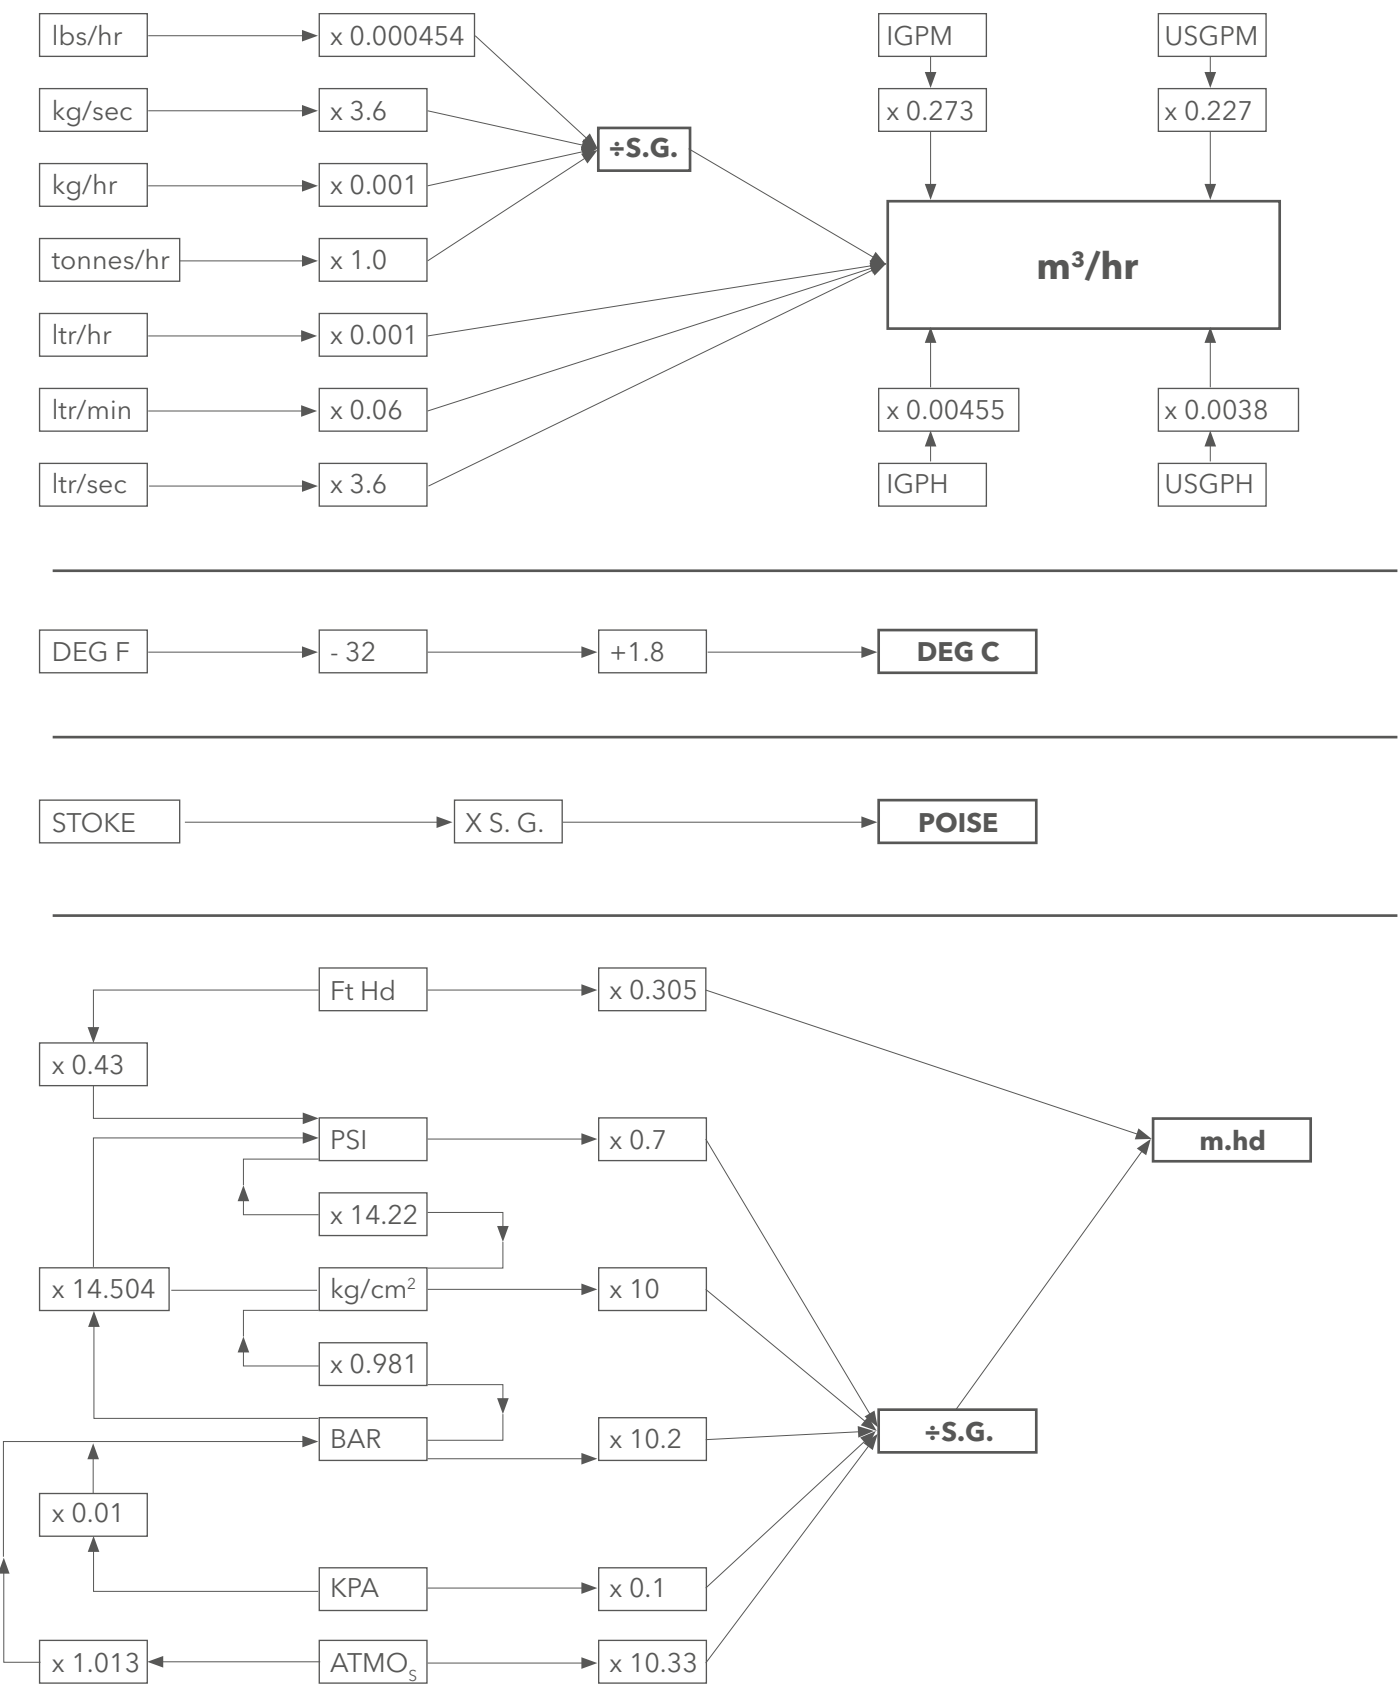 lbs/hr x 0.000454 IGPM USGPM
kg/sec x 3.6 x 0.273 x 0.227
÷S.G.
kg/hr x 0.001
tonnes/hr x 1.0 m³/hr
ltr/hr x 0.001
ltr/min x 0.06 x 0.00455 x 0.0038
ltr/sec x 3.6 IGPH USGPH
DEG F - 32 +1.8 DEG C
STOKE X S. G. POISE
Ft Hd x 0.305
x 0.43
PSI x 0.7 m.hd
x 14.22
x 14.504 kg/cm² x 10
x 0.981
BAR x 10.2 ÷S.G.
x 0.01
KPA x 0.1
x 1.013 ATMOS x 10.33